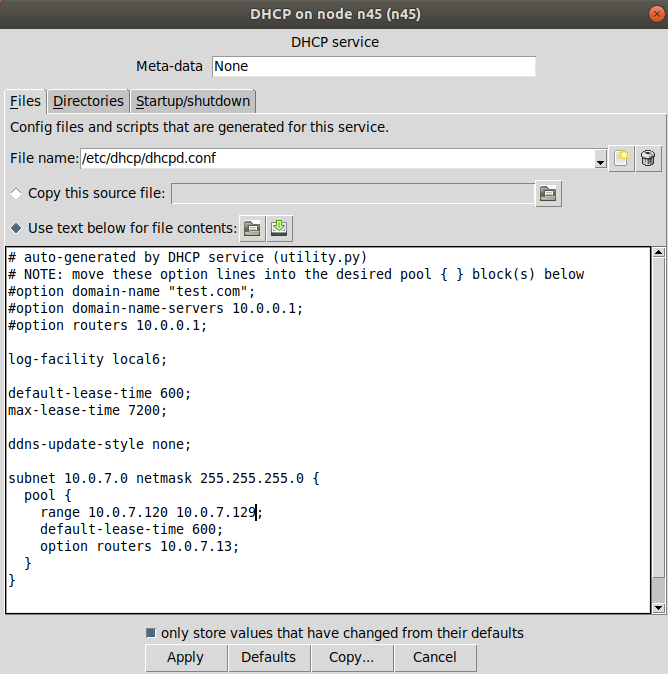 DHCP on node n45 (n45)
DHCP service
Meta-data None
Files Directories Startup/shutdown
Config files and scripts that are generated for this service.
File name: /etc/dhcp/dhcpd.conf
Copy this source file:
Use text below for file contents:
# auto-generated by DHCP service (utility.py)
# NOTE: move these option lines into the desired pool { } block(s) below
#option domain-name "test.com";
#option domain-name-servers 10.0.0.1;
#option routers 10.0.0.1;
log-facility local6;
default-lease-time 600;
max-lease-time 7200;
ddns-update-style none;
subnet 10.0.7.0 netmask 255.255.255.0 {
pool {
range 10.0.7.120 10.0.7.129;
default-lease-time 600;
option routers 10.0.7.13;
}
}
only store values that have changed from their defaults
Apply Defaults Copy... Cancel